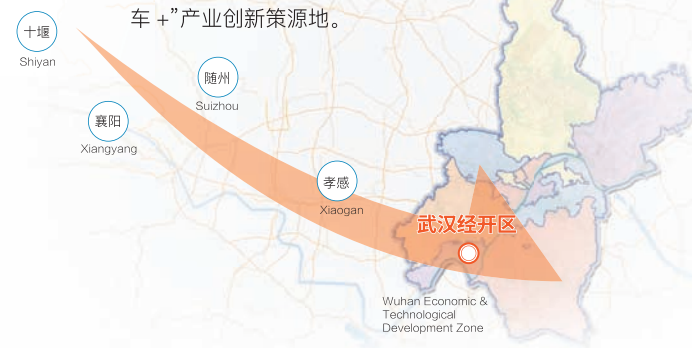 车 +”产业创新策源地。
十堰
Shiyan
随州
Suizhou
襄阳
Xiangyang
孝感
Xiaogan
武汉经开区
Wuhan Economic &
Technological
Development Zone